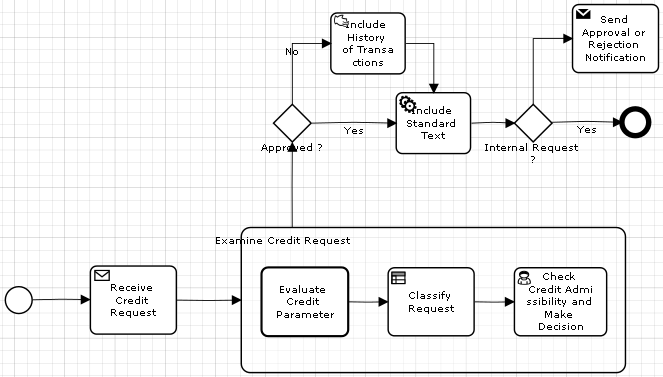 Send
Approval or
Rejection
Notification
Include
History
of Transa
ctions
No
Include
Standard
Text
Yes
Yes
Approved ?
Internal Request
?
Examine Credit Request
Receive
Credit
Request
Evaluate
Credit
Parameter
Classify
Request
Check
Credit Admi
ssibility and
Make
Decision